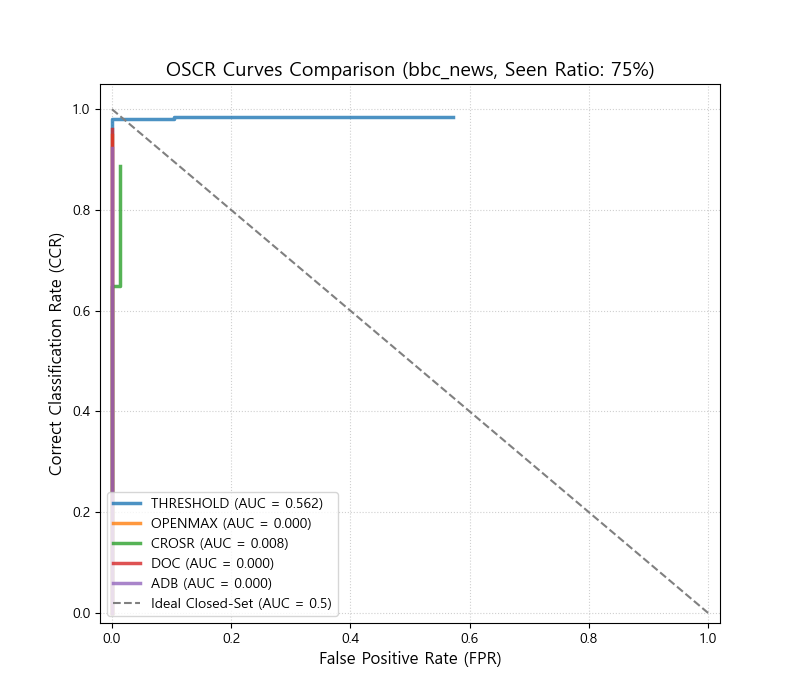 OSCR Curves Comparison (bbc_news, Seen Ratio: 75%)
Correct Classification Rate (CCR)
1.0
0.8
0.6
0.4
0.2
0.0
THRESHOLD (AUC = 0.562)
OPENMAX (AUC = 0.000)
CROSR (AUC = 0.008)
DOC (AUC = 0.000)
ADB (AUC = 0.000)
Ideal Closed-Set (AUC = 0.5)
0.0 0.2 0.4 0.6 0.8 1.0
False Positive Rate (FPR)